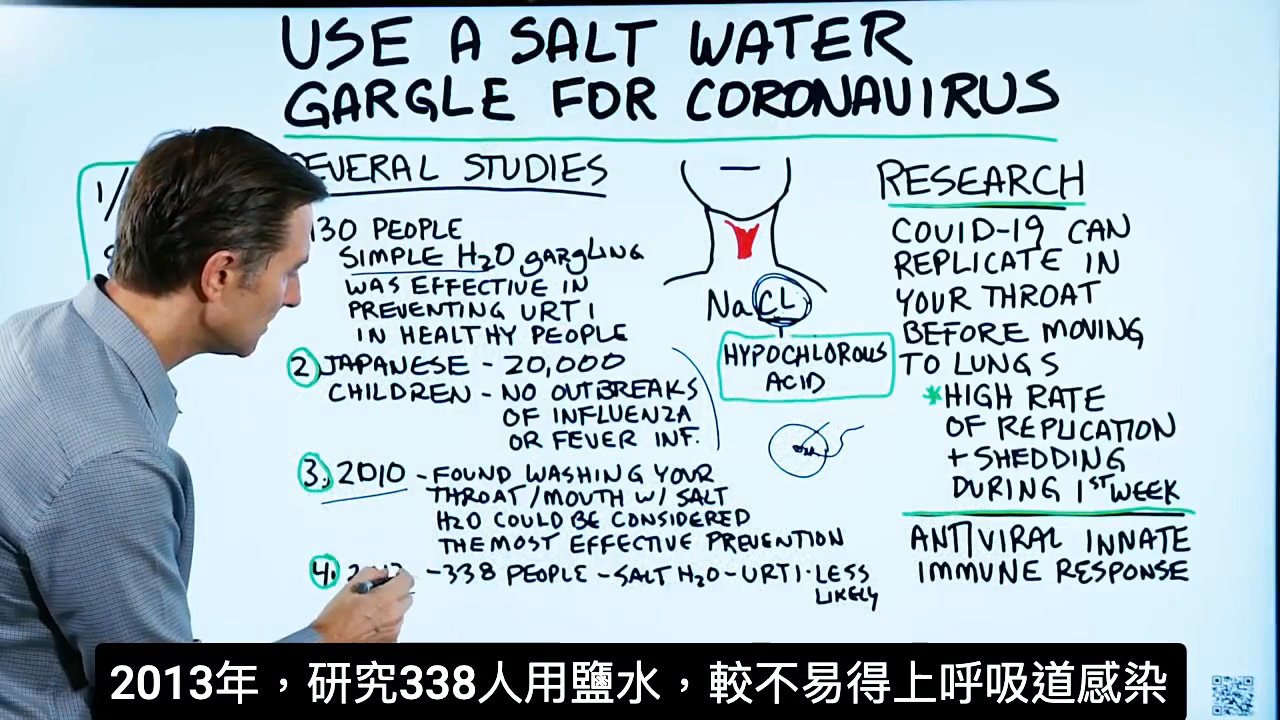 USE A SALT WATER
GARGLE FOR CORONAVIRUS
1/
EVERAL STUDIES
130 PEOPLE
SIMPLE H2O gargLING
WAS EFFECTIVE IN
PREVENTING URTI
IN HEALTHY PEOPLE
2 JAPANESE - 20,000
CHILDREN - NO OUTBREAKS
OF INFLUENZA
OR FEVER INF.
3. 2010 - FOUND WASHING YOUR
THROAT/MOUTH W/ SALT
H2O COULD BE CONSIDERED
THE MOST EFFECTIVE PREVENTION
4. -338 PEOPLE - SALT H2O - URTI · LESS
LIKELY
NaCL
HYPOCHLOROUS
ACID
RESEARCH
COVID-19 CAN
REPLICATE IN
YOUR THROAT
BEFORE MOVING
TO LUNGS
*HIGH RATE
OF REPLICATION
+ SHEDDING
DURING 1ST WEEK
ANTIVIRAL INNATE
IMMUNE RESPONSE
2013年，研究338人用鹽水，較不易得上呼吸道感染